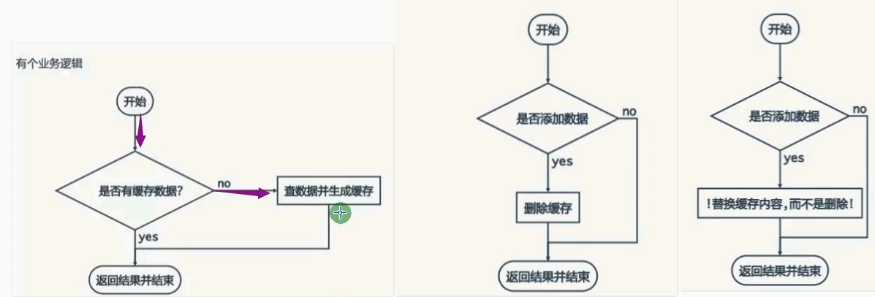 有个业务逻辑
开始
是否有缓存数据?
no
查数据并生成缓存
yes
返回结果并结束
开始
是否添加数据
no
yes
删除缓存
返回结果并结束
开始
是否添加数据
no
yes
!替换缓存内容,而不是删除!
返回结果并结束